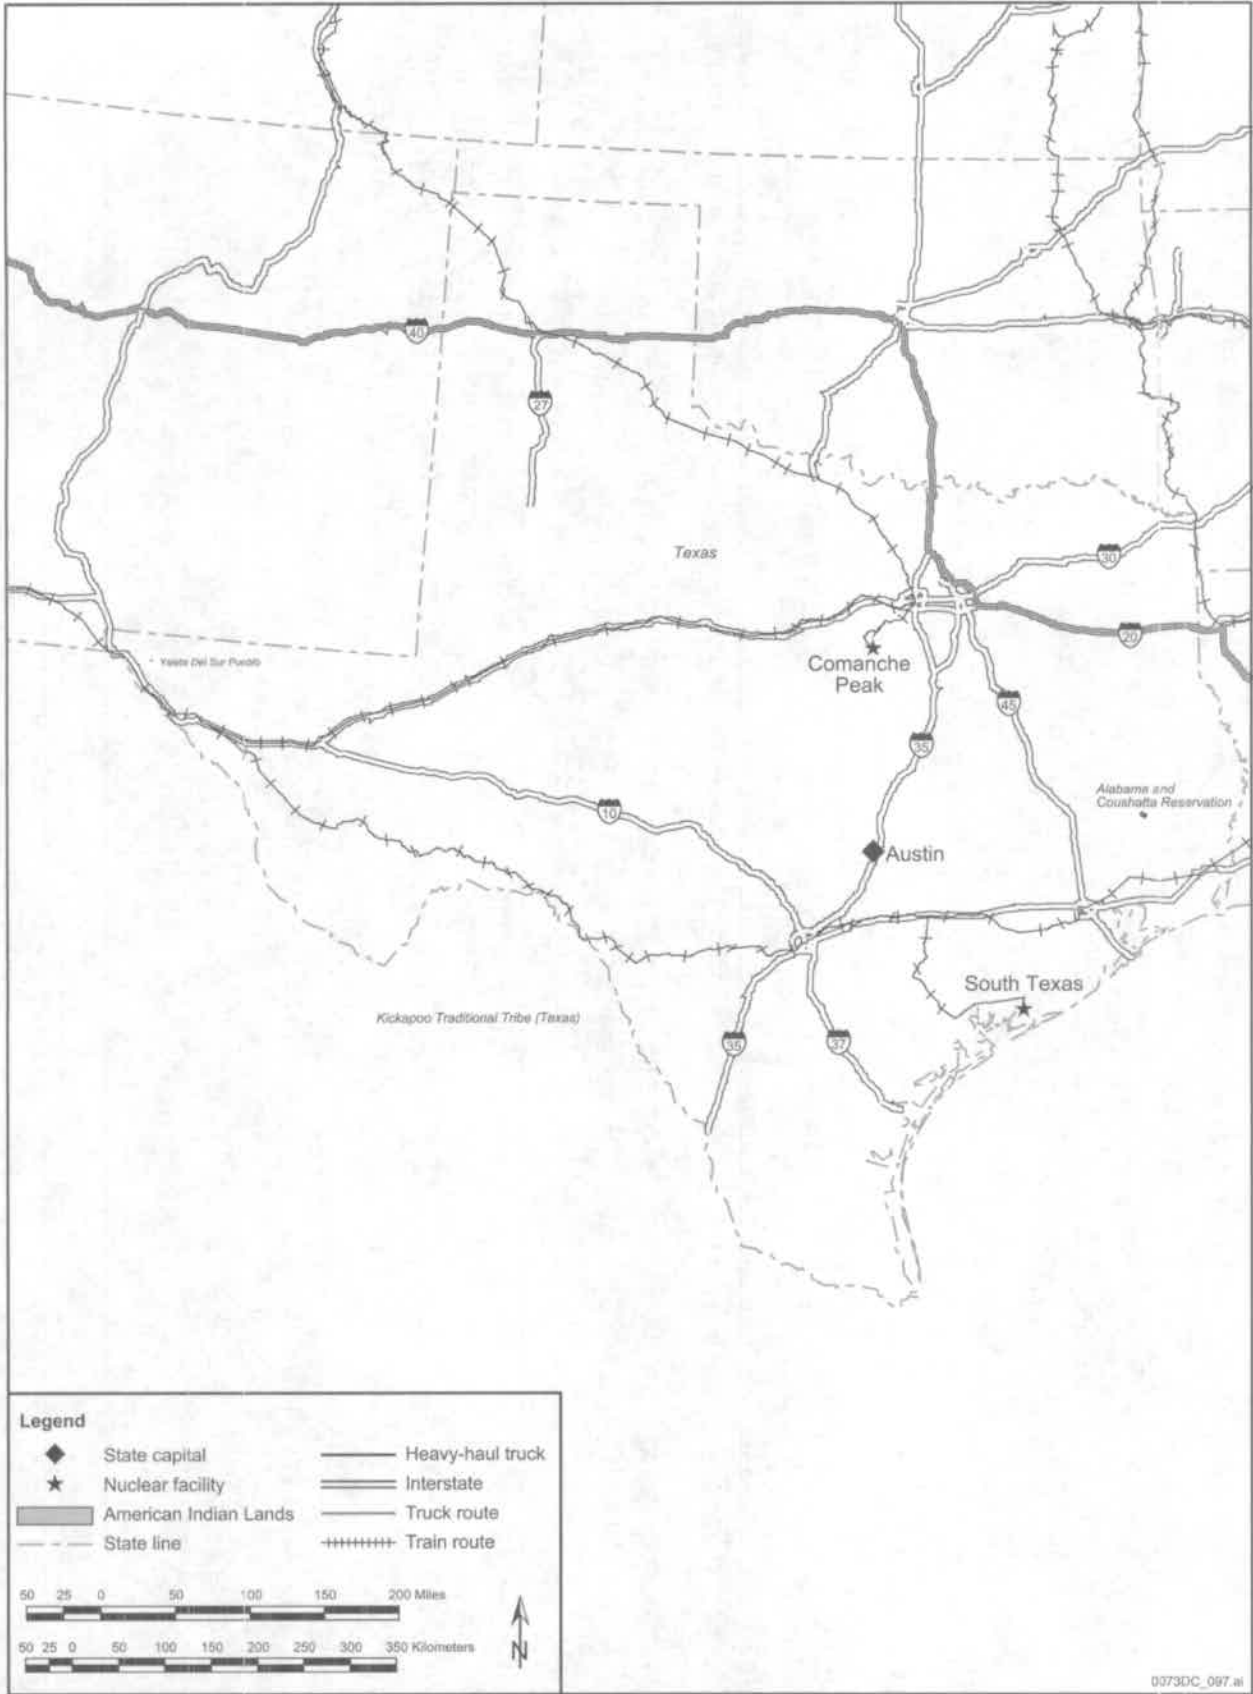 40
27
Texas
30
20
Ysleta Del Sur Pueblo
Comanche
Peak
45
35
Alabama and
Coushatta Reservation
10
Austin
South Texas
Kickapoo Traditional Tribe (Texas)
35
37
Legend
State capital
Heavy-haul truck
Nuclear facility
Interstate
American Indian Lands
Truck route
State line
Train route
50 25 0 50 100 150 200 Miles
50 25 0 50 100 150 200 250 300 350 Kilometers
N
0073DC_097.ai